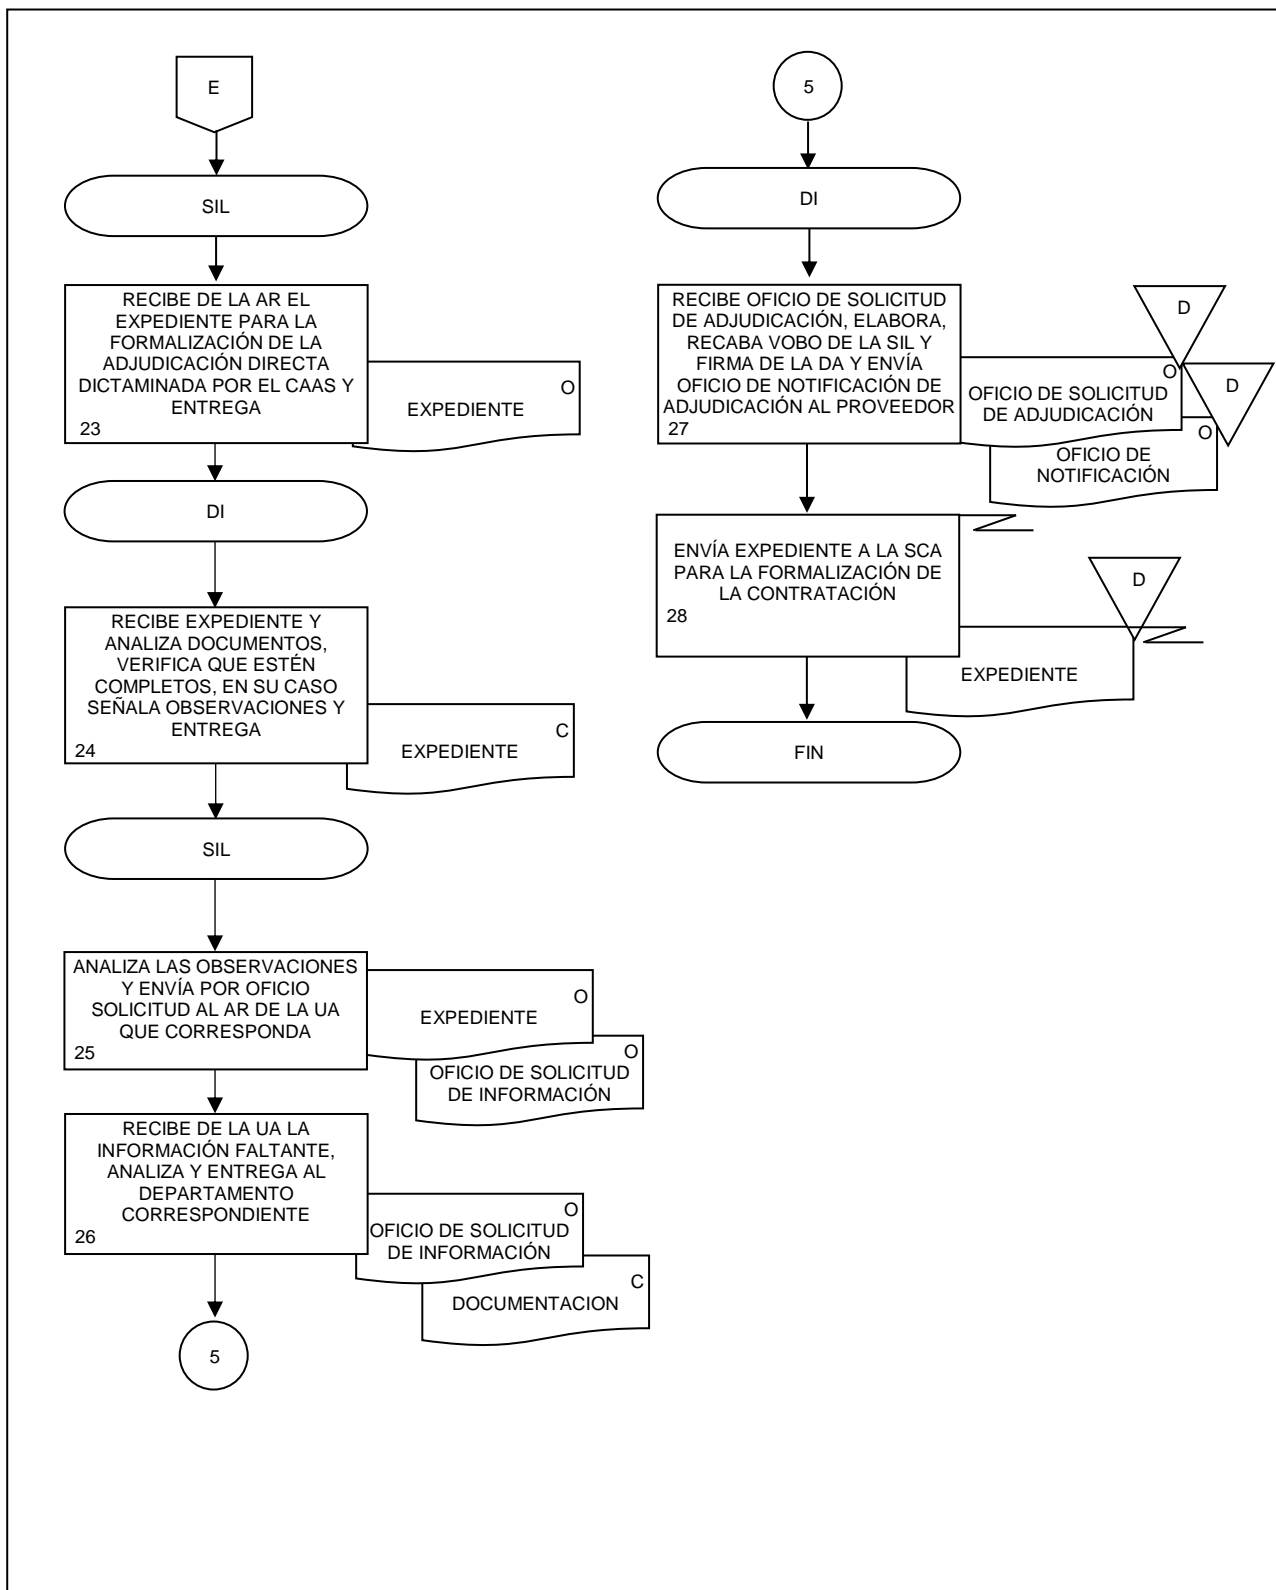 E
SIL
RECIBE DE LA AR EL
EXPEDIENTE PARA LA
FORMALIZACIÓN DE LA
ADJUDICACIÓN DIRECTA
DICTAMINADA POR EL CAAS Y
ENTREGA
23
O
EXPEDIENTE
DI
RECIBE EXPEDIENTE Y
ANALIZA DOCUMENTOS,
VERIFICA QUE ESTÉN
COMPLETOS, EN SU CASO
SEÑALA OBSERVACIONES Y
ENTREGA
24
C
EXPEDIENTE
SIL
ANALIZA LAS OBSERVACIONES
Y ENVÍA POR OFICIO
SOLICITUD AL AR DE LA UA
QUE CORRESPONDA
25
O
EXPEDIENTE
O
OFICIO DE SOLICITUD
DE INFORMACIÓN
RECIBE DE LA UA LA
INFORMACIÓN FALTANTE,
ANALIZA Y ENTREGA AL
DEPARTAMENTO
CORRESPONDIENTE
26
O
OFICIO DE SOLICITUD
DE INFORMACIÓN
C
DOCUMENTACION
5
5
DI
RECIBE OFICIO DE SOLICITUD
DE ADJUDICACIÓN, ELABORA,
RECABA VOBO DE LA SIL Y
FIRMA DE LA DA Y ENVÍA
OFICIO DE NOTIFICACIÓN DE
ADJUDICACIÓN AL PROVEEDOR
27
D
O
OFICIO DE SOLICITUD
DE ADJUDICACIÓN
D
O
OFICIO DE
NOTIFICACIÓN
ENVÍA EXPEDIENTE A LA SCA
PARA LA FORMALIZACIÓN DE
LA CONTRATACIÓN
28
D
EXPEDIENTE
FIN